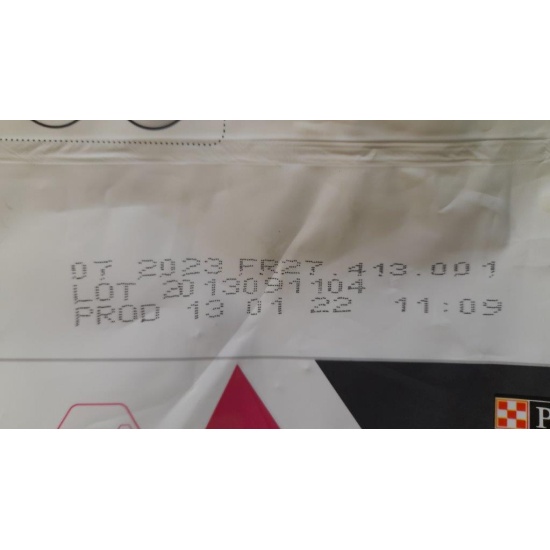 07 2023 FR27.413.001
LOT 2013091104
PROD 13 01 22 11:09
P